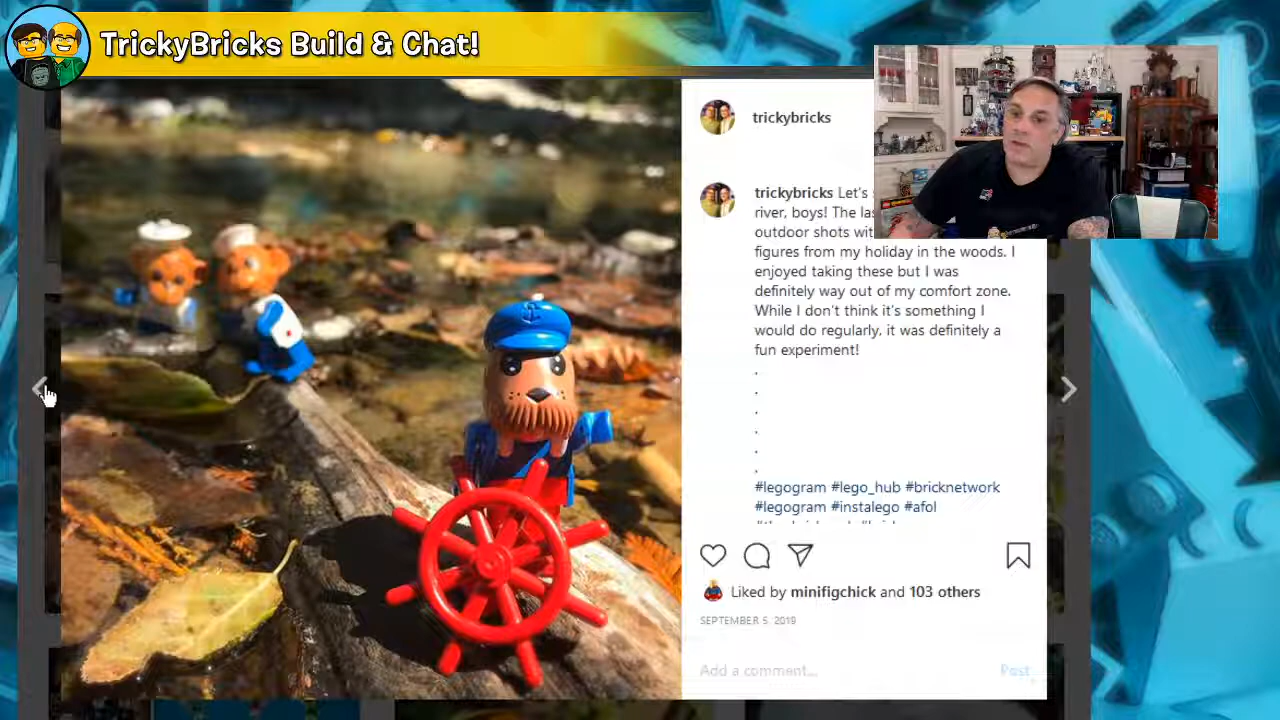 TrickyBricks Build & Chat!
trickybricks
trickybricks Let's
river, boys! The
outdoor shots
figures from my holiday in the woods. I
enjoyed taking these but I was
definitely way out of my comfort zone.
While I don't think it's something I
would do regularly, it was definitely a
fun experiment!
.
.
.
.
.
.
#legogram #lego_hub #bricknetwork
#legogram #instalego #afol
Liked by minifigchick and 103 others
SEPTEMBER 5, 2019
Add a comment...
Post